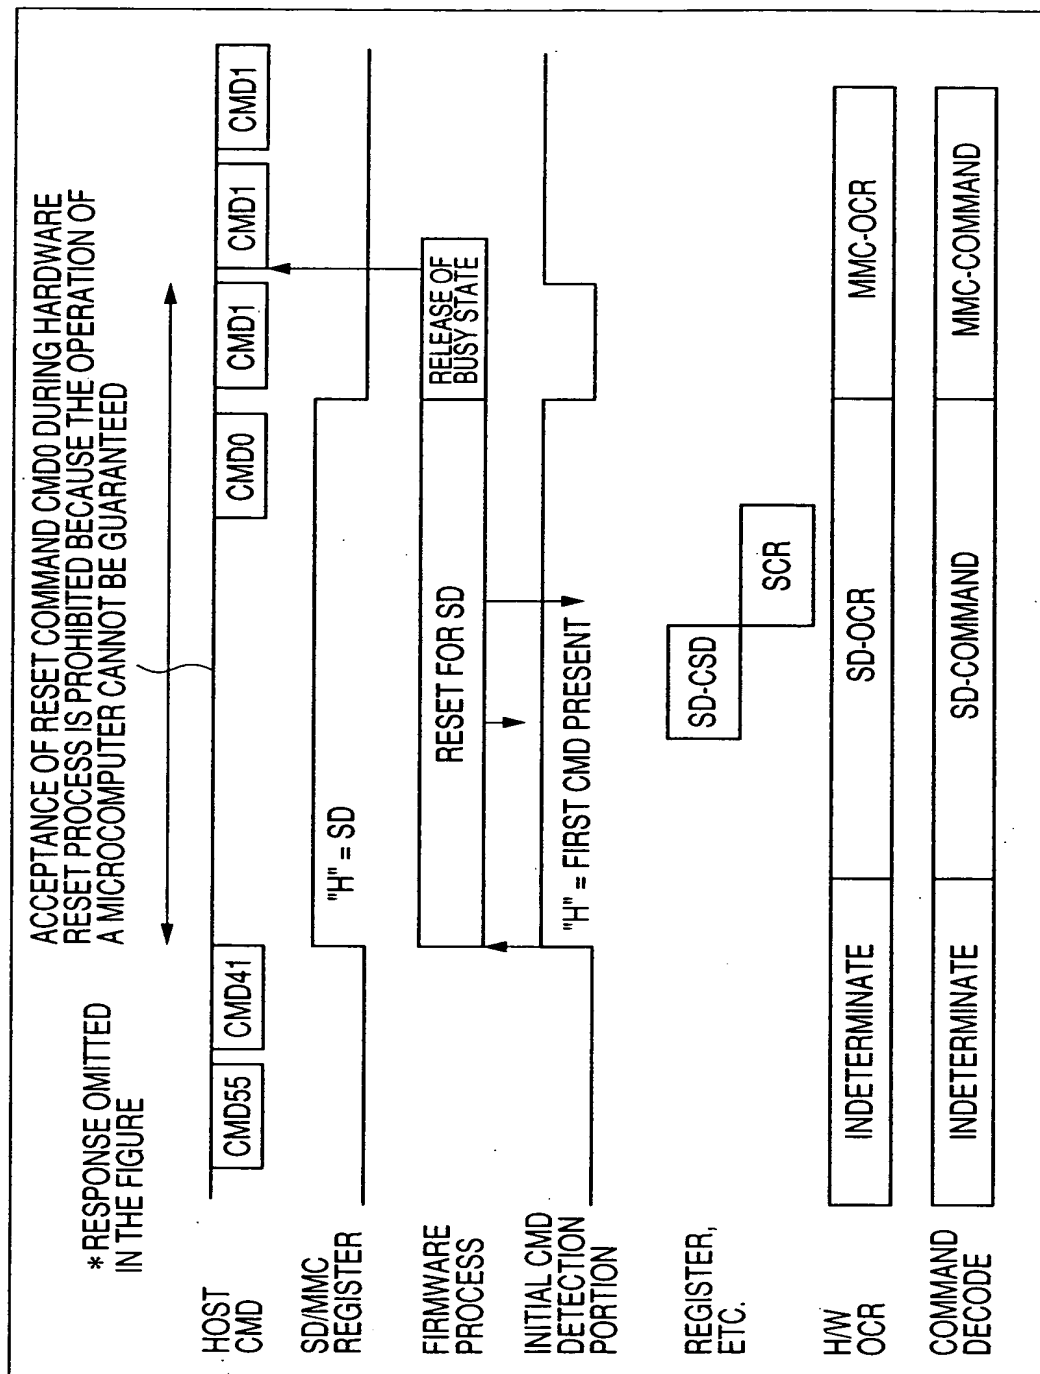 ACCEPTANCE OF RESET COMMAND CMD0 DURING HARDWARE
RESET PROCESS IS PROHIBITED BECAUSE THE OPERATION OF
A MICROCOMPUTER CANNOT BE GUARANTEED
* RESPONSE OMITTED
IN THE FIGURE
HOST
CMD
CMD55
CMD41
CMD0
CMD1
CMD1
CMD1
SD/MMC
REGISTER
"H" = SD
FIRMWARE
PROCESS
RESET FOR SD
RELEASE OF
BUSY STATE
INITIAL CMD
DETECTION
PORTION
"H" = FIRST CMD PRESENT
REGISTER,
ETC.
SD-CSD
SCR
H/W
OCR
INDETERMINATE
SD-OCR
MMC-OCR
COMMAND
DECODE
INDETERMINATE
SD-COMMAND
MMC-COMMAND